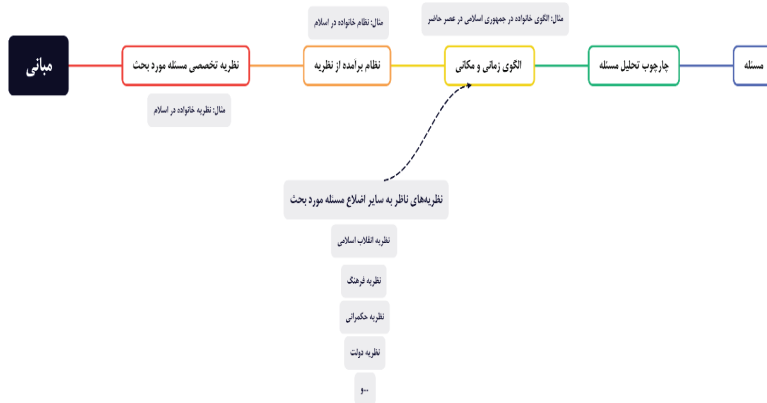 مثال: الگوی خانواده در جمهوری اسلامی در عصر حاضر
مثال: نظام خانواده در اسلام
مبانی
نظریه تخصصی مسئله مورد بحث
نظام برآمده از نظریه
الگوی زمانی و مکانی
چارچوب تحلیل مسئله
مسئله
مثال: نظریه خانواده در اسلام
نظریه‌های ناظر به سایر اضلاع مسئله مورد بحث
نظریه انقلاب اسلامی
نظریه فرهنگ
نظریه حکمرانی
نظریه دولت
و...